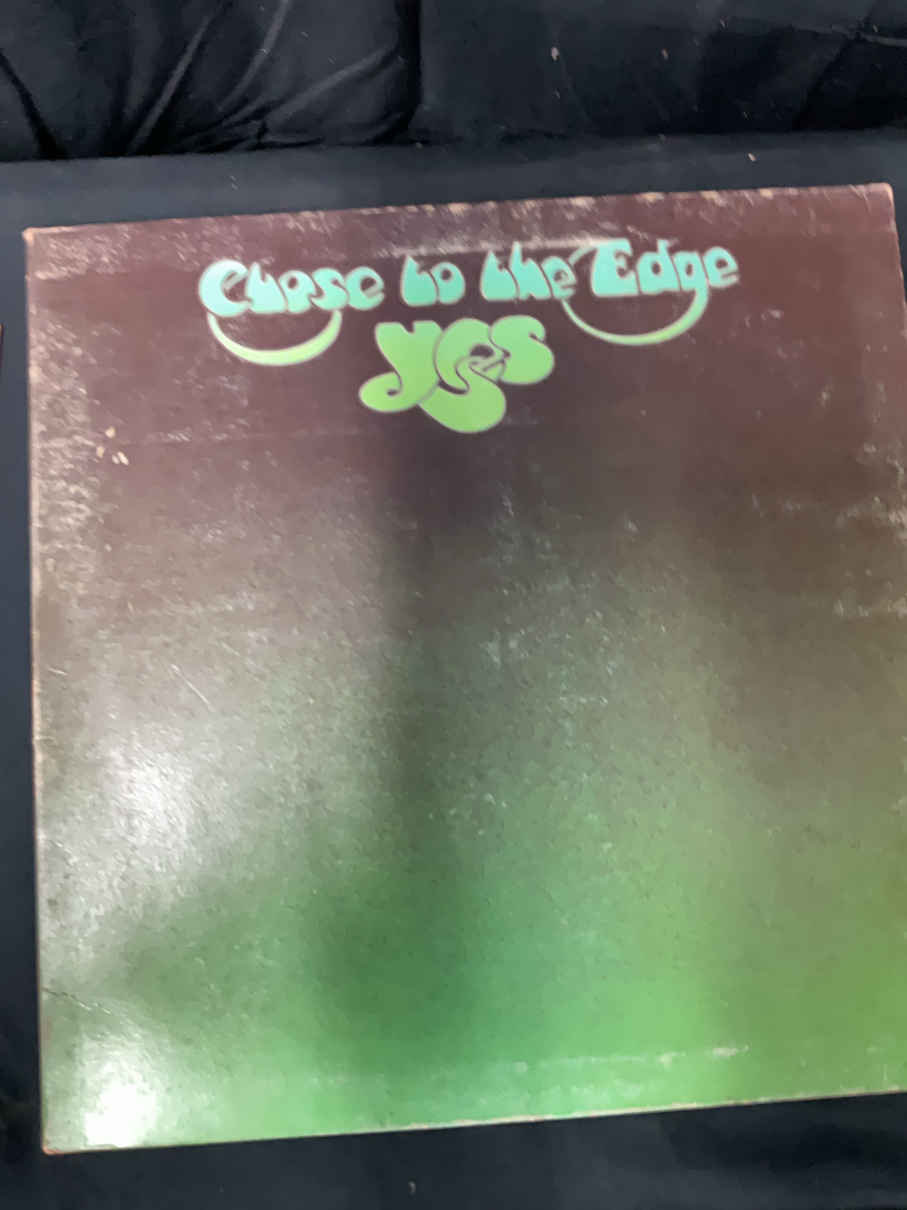 Close to the Edge
yes